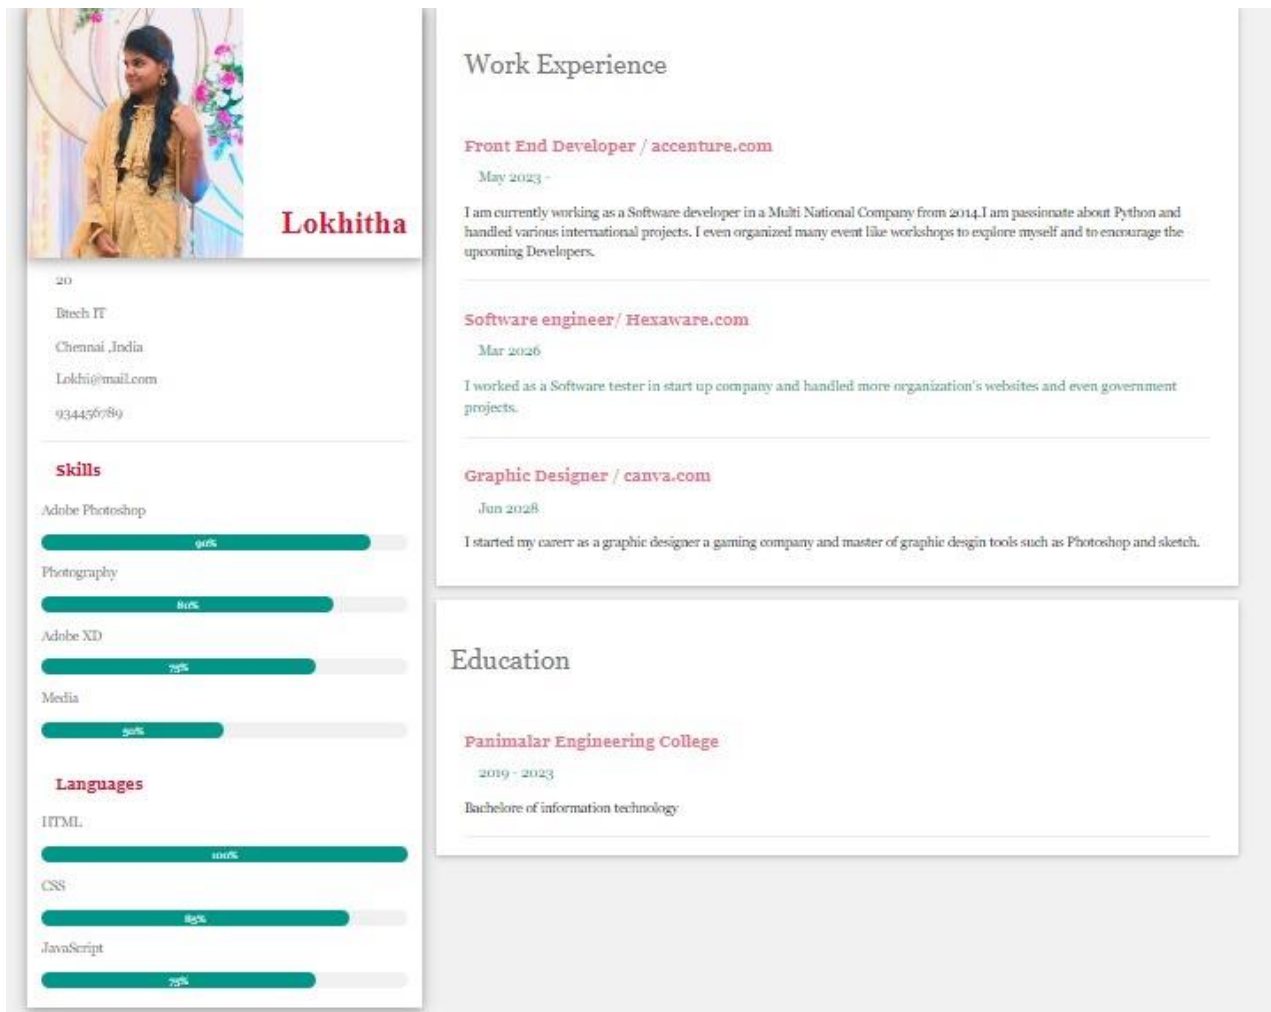 Lokhitha
20
Btech IT
Chennai ,India
Lokhi@mail.com
934456789
Skills
Adobe Photoshop
90%
Photography
80%
Adobe XD
75%
Media
50%
Languages
HTML
100%
CSS
85%
JavaScript
75%
Work Experience
Front End Developer / accenture.com
May 2023 -
I am currently working as a Software developer in a Multi National Company from 2014.I am passionate about Python and
handled various international projects. I even organized many event like workshops to explore myself and to encourage the
upcoming Developers.
Software engineer/ Hexaware.com
Mar 2026
I worked as a Software tester in start up company and handled more organization's websites and even government
projects.
Graphic Designer / canva.com
Jun 2028
I started my carerr as a graphic designer a gaming company and master of graphic desgin tools such as Photoshop and sketch.
Education
Panimalar Engineering College
2019 - 2023
Bachelore of information technology